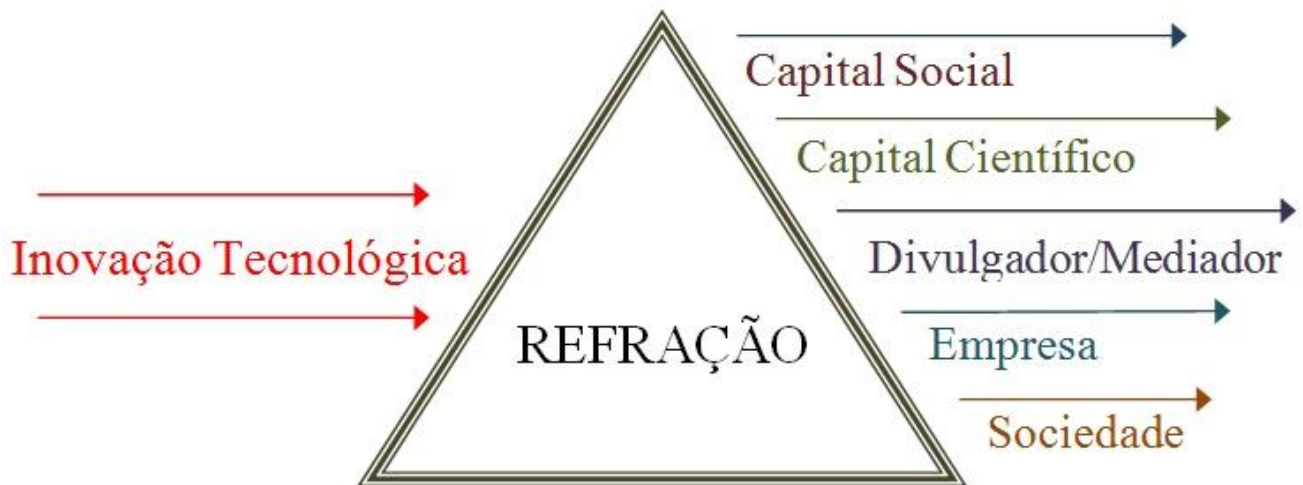 Capital Social
Capital Científico
Inovação Tecnológica
Divulgador/Mediador
REFRAÇÃO
Empresa
Sociedade